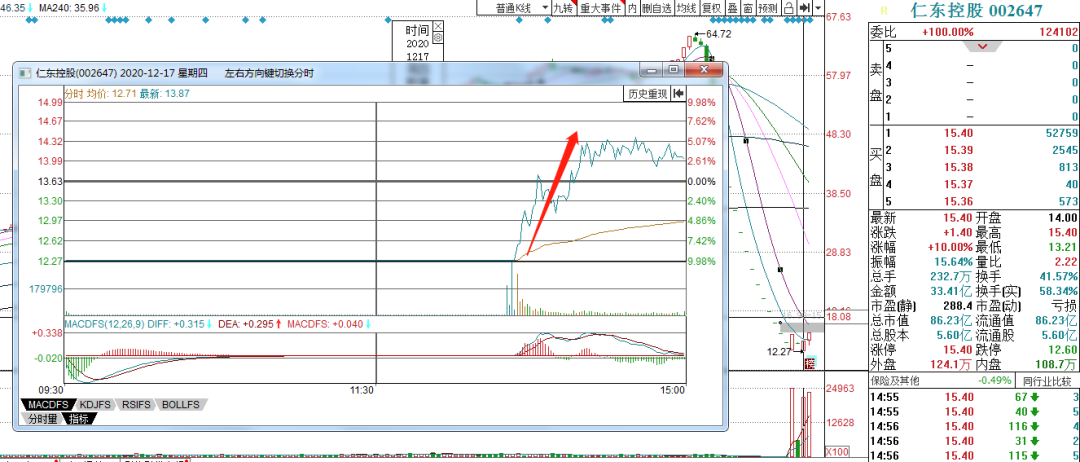 46.35 MA240: 35.96
普通K线 九转 重大事件 内 删自选 均线 复权 叠 窗 预测
67.63
57.97
48.30
38.50
28.83
18.08
64.72
12.27
时间
2020
1217
仁东控股(002647) 2020-12-17 星期四 左右方向键切换分时
分时 均价: 12.71 最新: 13.87
历史重现
14.99 9.98%
14.67 7.62%
14.32 5.07%
13.99 2.61%
13.63 0.00%
13.30 2.40%
12.97 4.86%
12.62 7.42%
12.27 9.98%
179796
MACDFS(12,26,9) DIFF: +0.315 DEA: +0.295 MACDFS: +0.040
+0.338
-0.020
09:30 11:30 15:00
MACDFS KDJFS RSIFS BOLLFS
分时量 指标
24963
12628
X100
R 仁东控股 002647
委比 +100.00% 124102
卖盘
5 — 0
4 — 0
3 — 0
2 — 0
1 — 0
买盘
1 15.40 52759
2 15.39 2545
3 15.38 813
4 15.37 40
5 15.36 573
最新 15.40 开盘 14.00
涨跌 +1.40 最高 15.40
涨幅 +10.00% 最低 13.21
振幅 15.64% 量比 2.22
总手 232.7万 换手 41.57%
金额 33.41亿 换手(实) 58.34%
市盈(静) 288.4 市盈(动) 亏损
总市值 86.23亿 流通值 86.23亿
总股本 5.60亿 流通股 5.60亿
涨停 15.40 跌停 12.60
外盘 124.1万 内盘 108.7万
保险及其他 -0.49% 同行业比较
14:55 15.40 67 3
14:55 15.40 40 5
14:56 15.40 116 4
14:56 15.40 31 2
14:56 15.40 115 5